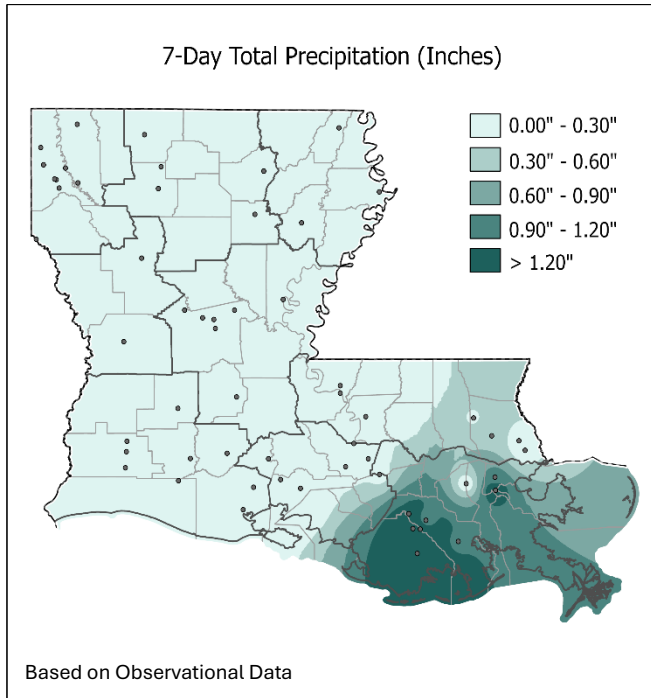 7-Day Total Precipitation (Inches)
0.00" - 0.30"
0.30" - 0.60"
0.60" - 0.90"
0.90" - 1.20"
> 1.20"
Based on Observational Data